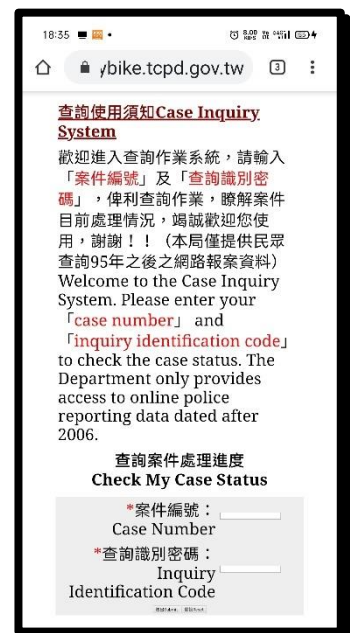 18:35
ybike.tcpd.gov.tw
3
查詢使用須知Case Inquiry
System
歡迎進入查詢作業系統，請輸入
「案件編號」及「查詢識別密
碼」，俾利查詢作業，瞭解案件
目前處理情況，竭誠歡迎您使
用，謝謝！！（本局僅提供民眾
查詢95年之後之網路報案資料）
Welcome to the Case Inquiry
System. Please enter your
「case number」 and
「inquiry identification code」
to check the case status. The
Department only provides
access to online police
reporting data dated after
2006.
查詢案件處理進度
Check My Case Status
*案件編號：
Case Number
*查詢識別密碼：
Inquiry
Identification Code